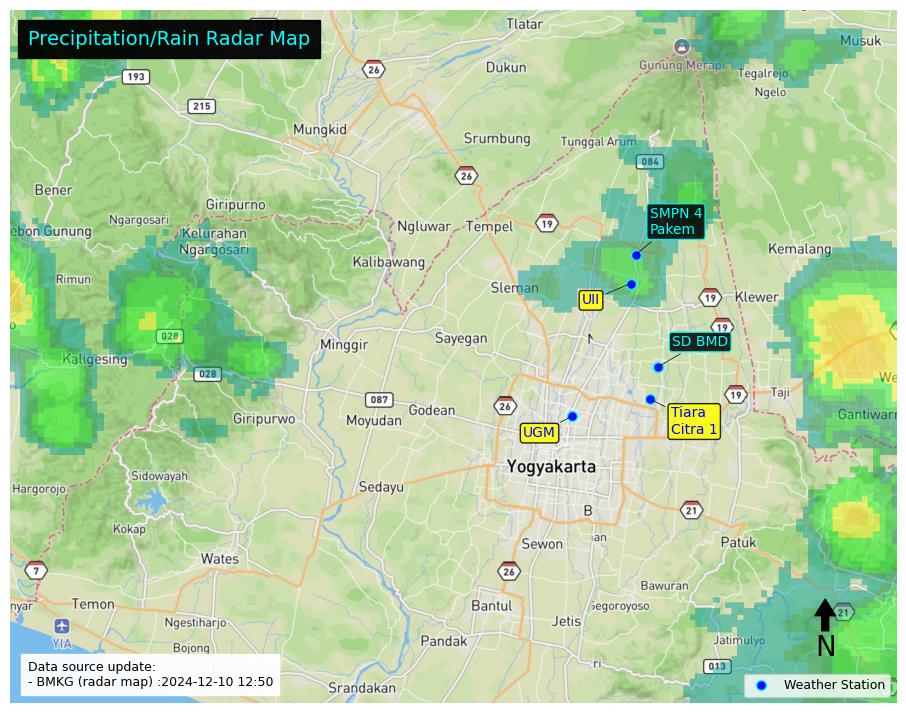 Precipitation/Rain Radar Map
Tlatar
Musuk
26
Dukun
Gunung Merapi
Tegalrejo
193
Ngelo
215
Mungkid
Srumbung
Tunggal Arum
084
26
Bener
Giripurno
SMPN 4
Pakem
Ngargosari
Ngluwar
Tempel
19
ebon Gunung
Kelurahan
Ngargosari
Kemalang
Kalibawang
Rimun
Sleman
UII
19
Klewer
19
028
Sayegan
N
SD BMD
Minggir
Kaligesing
028
We
Taji
087
26
19
Godean
Tiara
Citra 1
Giripurwo
Moyudan
Gantiwarn
UGM
Yogyakarta
Sidowayah
Hargorojo
Sedayu
21
B
Kokap
an
Sewon
Patuk
Wates
7
26
Bawuran
nyar
Temon
Bantul
Segoroyoso
21
Ngestiharjo
Jetis
YIA
Pandak
Jatimulyo
N
Bojong
ri
013
Data source update:
- BMKG (radar map) :2024-12-10 12:50
Srandakan
Weather Station